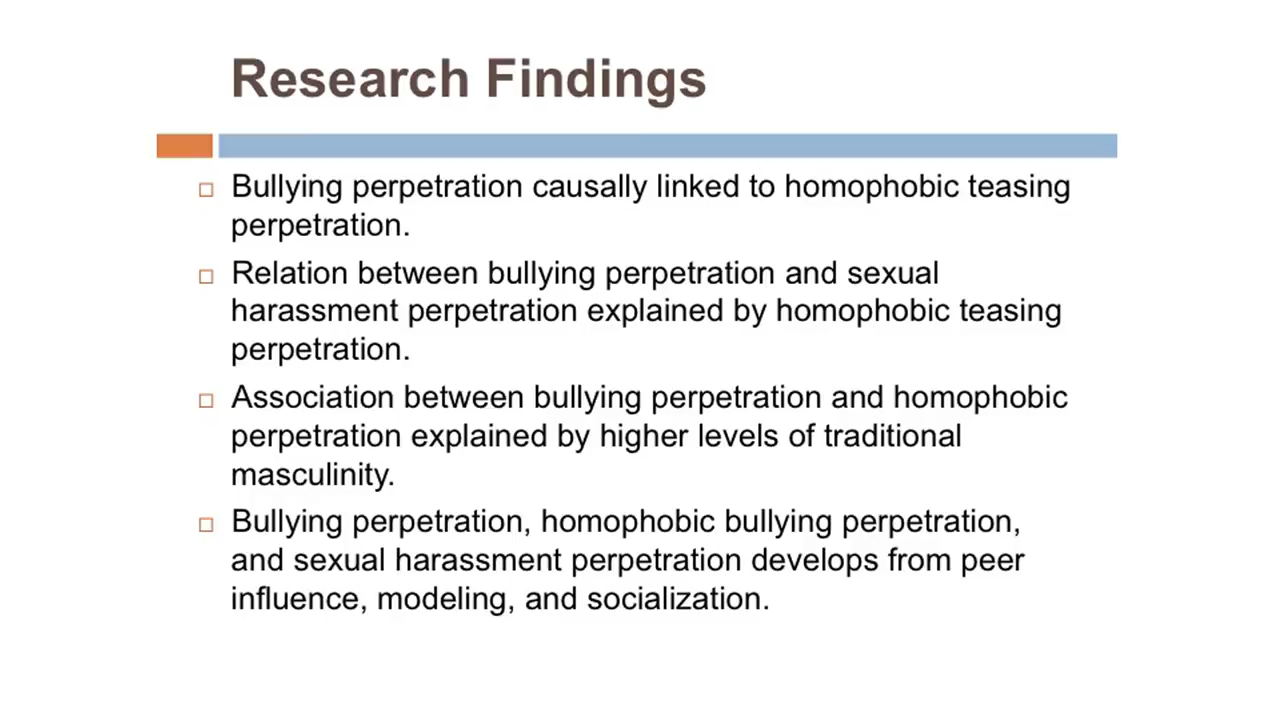 Research Findings
Bullying perpetration causally linked to homophobic teasing
perpetration.
Relation between bullying perpetration and sexual
harassment perpetration explained by homophobic teasing
perpetration.
Association between bullying perpetration and homophobic
perpetration explained by higher levels of traditional
masculinity.
Bullying perpetration, homophobic bullying perpetration,
and sexual harassment perpetration develops from peer
influence, modeling, and socialization.